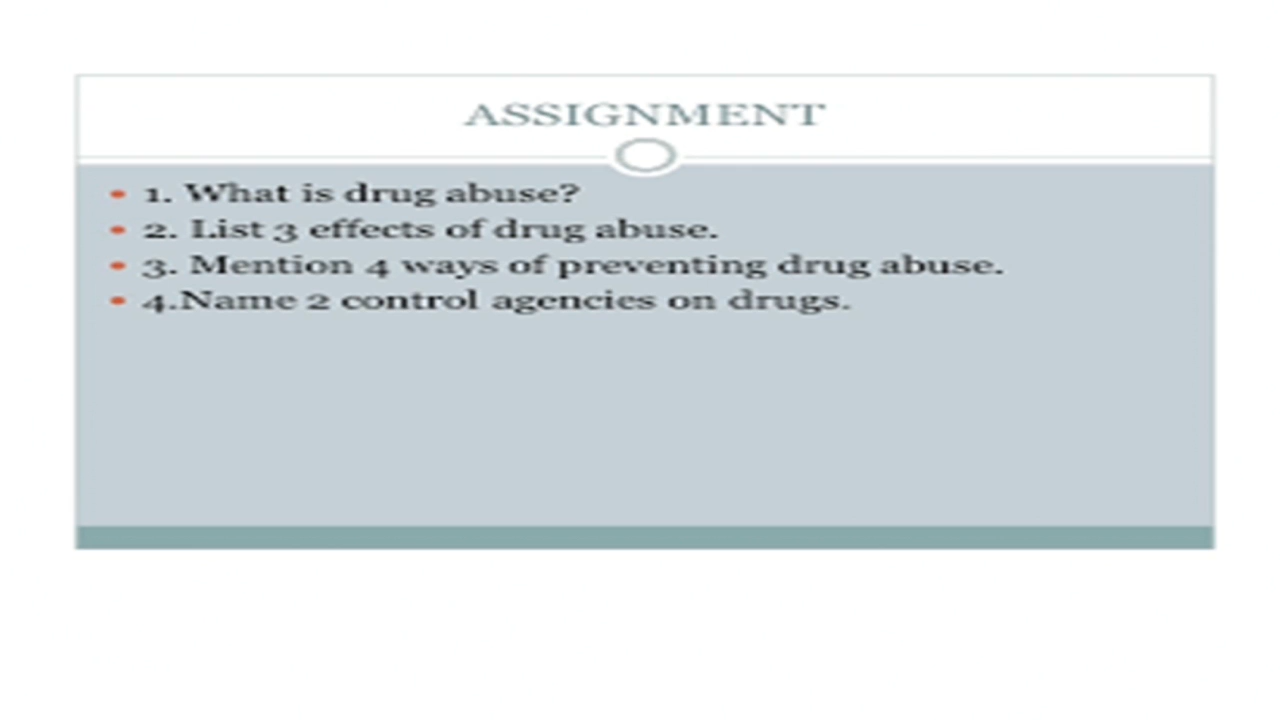 ASSIGNMENT
• 1. What is drug abuse?
• 2. List 3 effects of drug abuse.
• 3. Mention 4 ways of preventing drug abuse.
• 4.Name 2 control agencies on drugs.